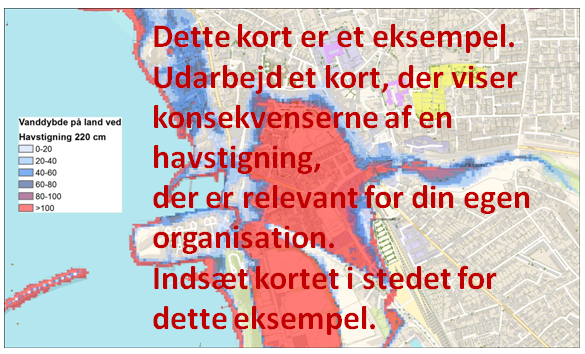 Dette kort er et eksempel.
Udarbejd et kort, der viser
konsekvenserne af en
havstigning,
der er relevant for din egen
organisation.
Indsæt kortet i stedet for
dette eksempel.
Vanddybde på land ved
Havstigning 220 cm
0-20
20-40
40-60
60-80
80-100
>100